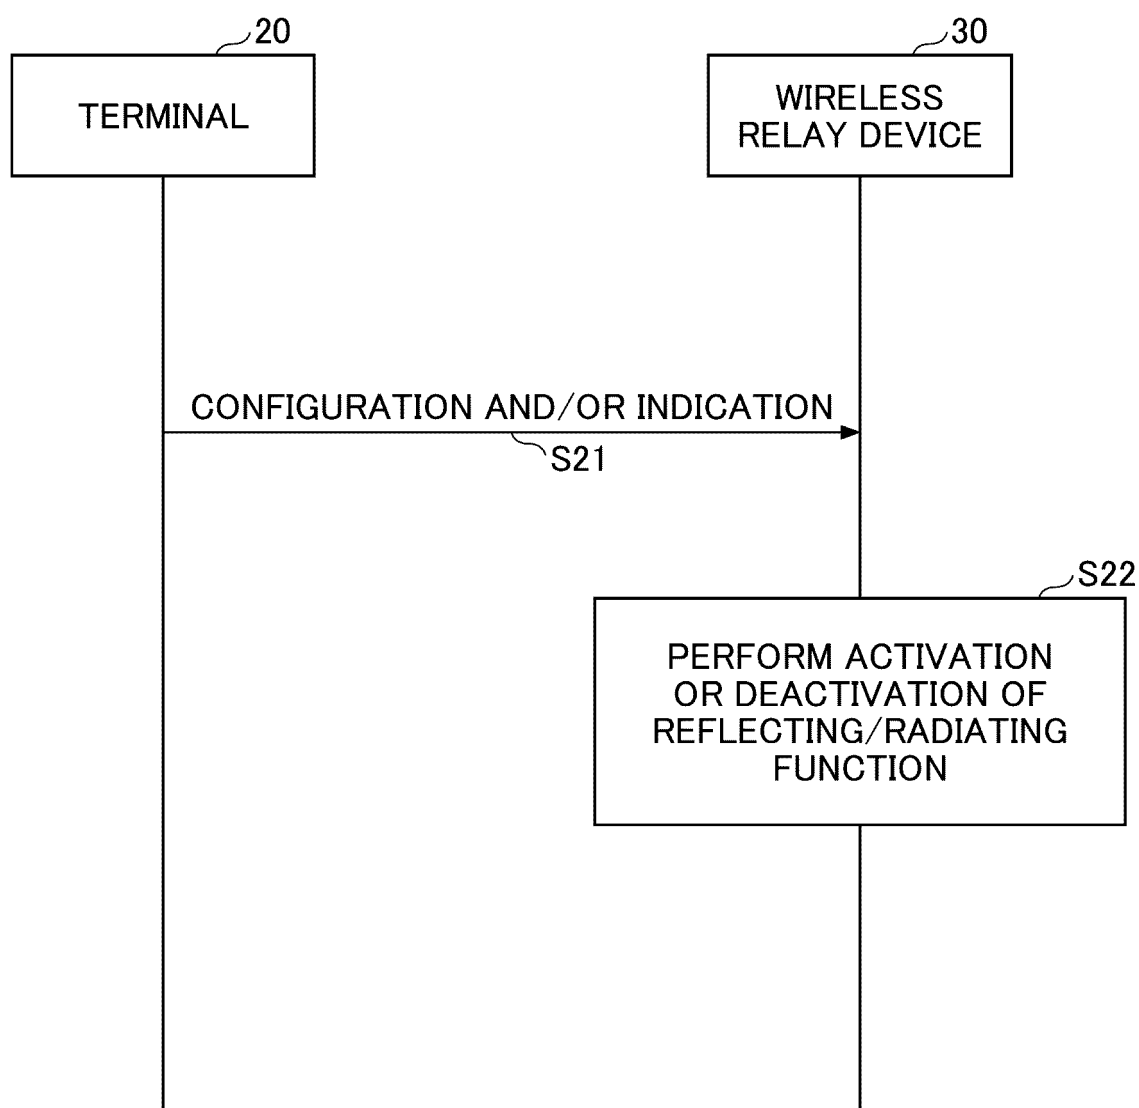 20
30
TERMINAL
WIRELESS
RELAY DEVICE
CONFIGURATION AND/OR INDICATION
S21
S22
PERFORM ACTIVATION
OR DEACTIVATION OF
REFLECTING/RADIATING
FUNCTION